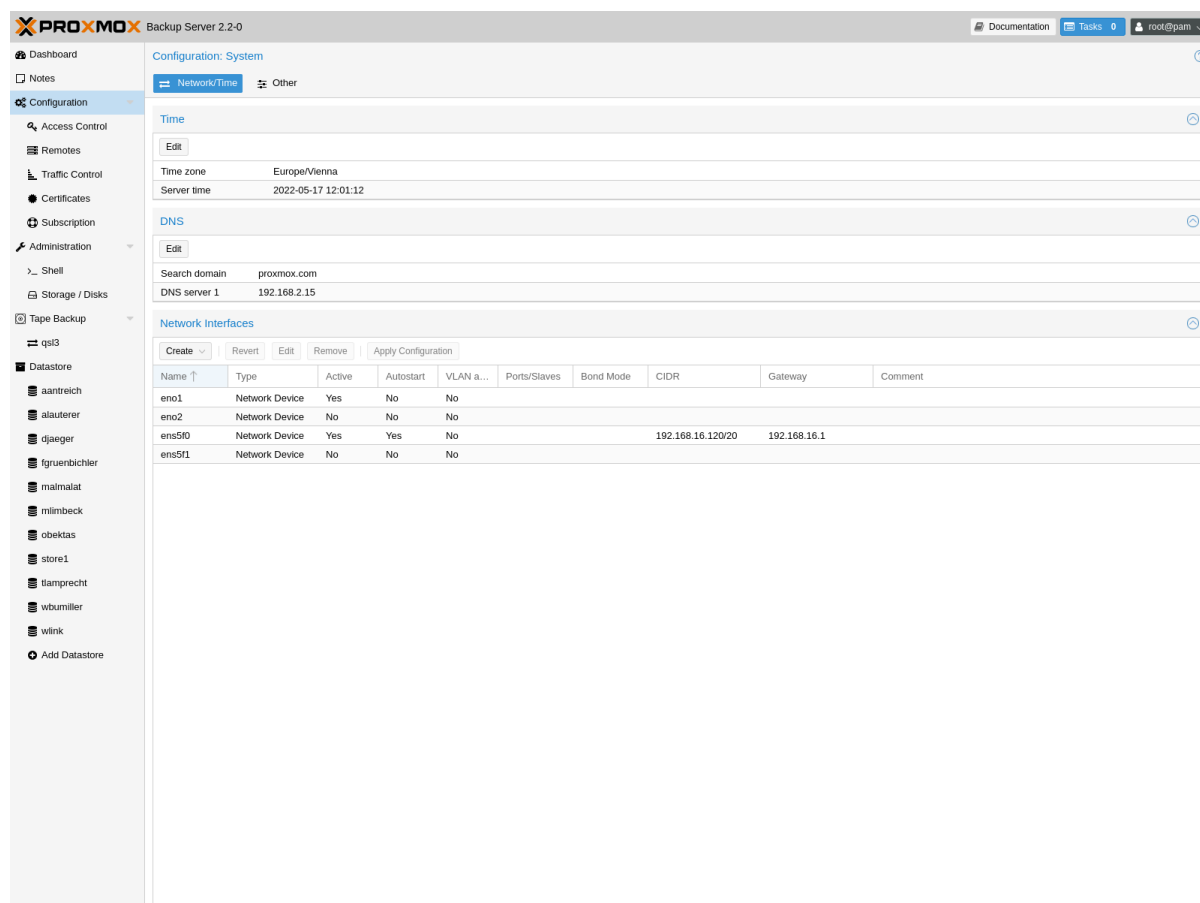 PROXMOX Backup Server 2.2-0 Documentation Tasks 0 root@pam
Dashboard
Notes
Configuration
Access Control
Remotes
Traffic Control
Certificates
Subscription
Administration
>_ Shell
Storage / Disks
Tape Backup
qsl3
Datastore
aantreich
alauterer
djaeger
fgruenbichler
malmalat
mlimbeck
obektas
store1
tlamprecht
wbumiller
wlink
Add Datastore
Configuration: System
Network/Time Other
Time
Edit
Time zone Europe/Vienna
Server time 2022-05-17 12:01:12
DNS
Edit
Search domain proxmox.com
DNS server 1 192.168.2.15
Network Interfaces
Create Revert Edit Remove Apply Configuration
Name Type Active Autostart VLAN a... Ports/Slaves Bond Mode CIDR Gateway Comment
eno1 Network Device Yes No No
eno2 Network Device No No No
ens5f0 Network Device Yes Yes No 192.168.16.120/20 192.168.16.1
ens5f1 Network Device No No No